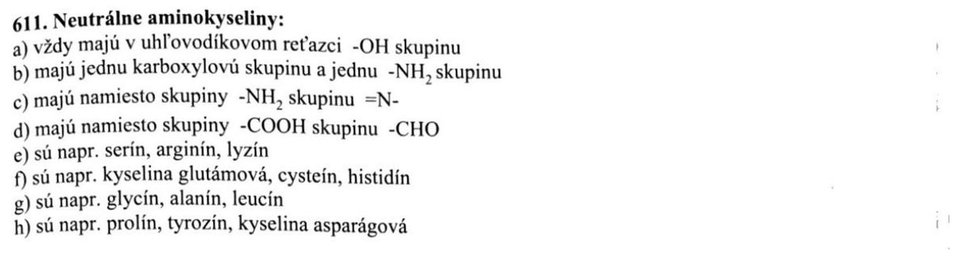 611. Neutrálne aminokyseliny:
a) vždy majú v uhľovodíkovom reťazci -OH skupinu
b) majú jednu karboxylovú skupinu a jednu -NH₂ skupinu
c) majú namiesto skupiny -NH₂ skupinu =N-
d) majú namiesto skupiny -COOH skupinu -CHO
e) sú napr. serín, arginín, lyzín
f) sú napr. kyselina glutámová, cysteín, histidín
g) sú napr. glycín, alanín, leucín
h) sú napr. prolín, tyrozín, kyselina asparágová